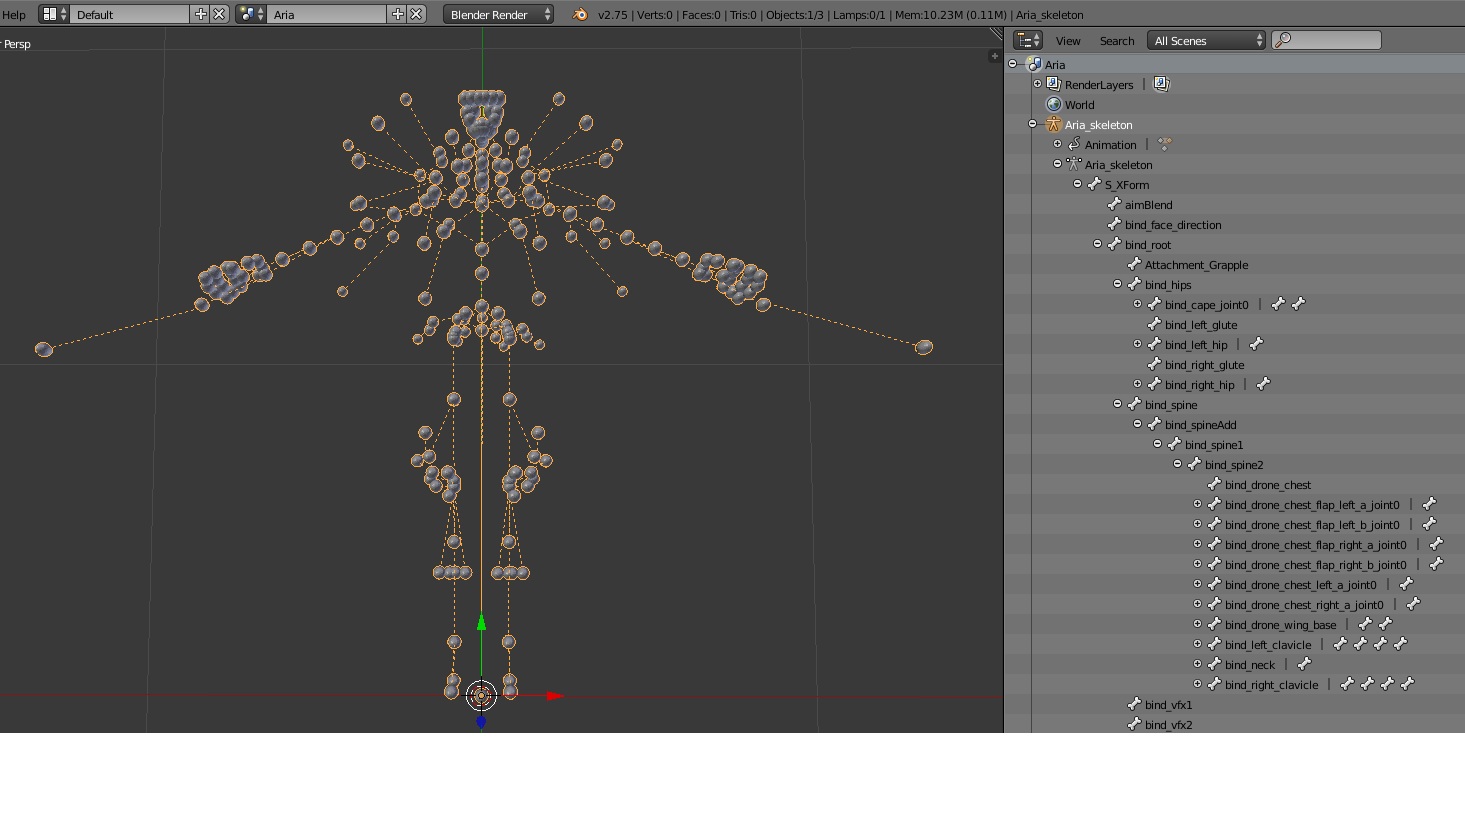 Help Default Aria Blender Render v2.75 | Verts:0 | Faces:0 | Tris:0 | Objects:1/3 | Lamps:0/1 | Mem:10.23M (0.11M) | Aria_skeleton
Persp
View Search All Scenes
Aria
RenderLayers |
World
Aria_skeleton
Animation |
Aria_skeleton
S_XForm
aimBlend
bind_face_direction
bind_root
Attachment_Grapple
bind_hips
bind_cape_joint0 |
bind_left_glute
bind_left_hip |
bind_right_glute
bind_right_hip |
bind_spine
bind_spineAdd
bind_spine1
bind_spine2
bind_drone_chest
bind_drone_chest_flap_left_a_joint0 |
bind_drone_chest_flap_left_b_joint0 |
bind_drone_chest_flap_right_a_joint0 |
bind_drone_chest_flap_right_b_joint0 |
bind_drone_chest_left_a_joint0 |
bind_drone_chest_right_a_joint0 |
bind_drone_wing_base |
bind_left_clavicle |
bind_neck |
bind_right_clavicle |
bind_vfx1
bind_vfx2